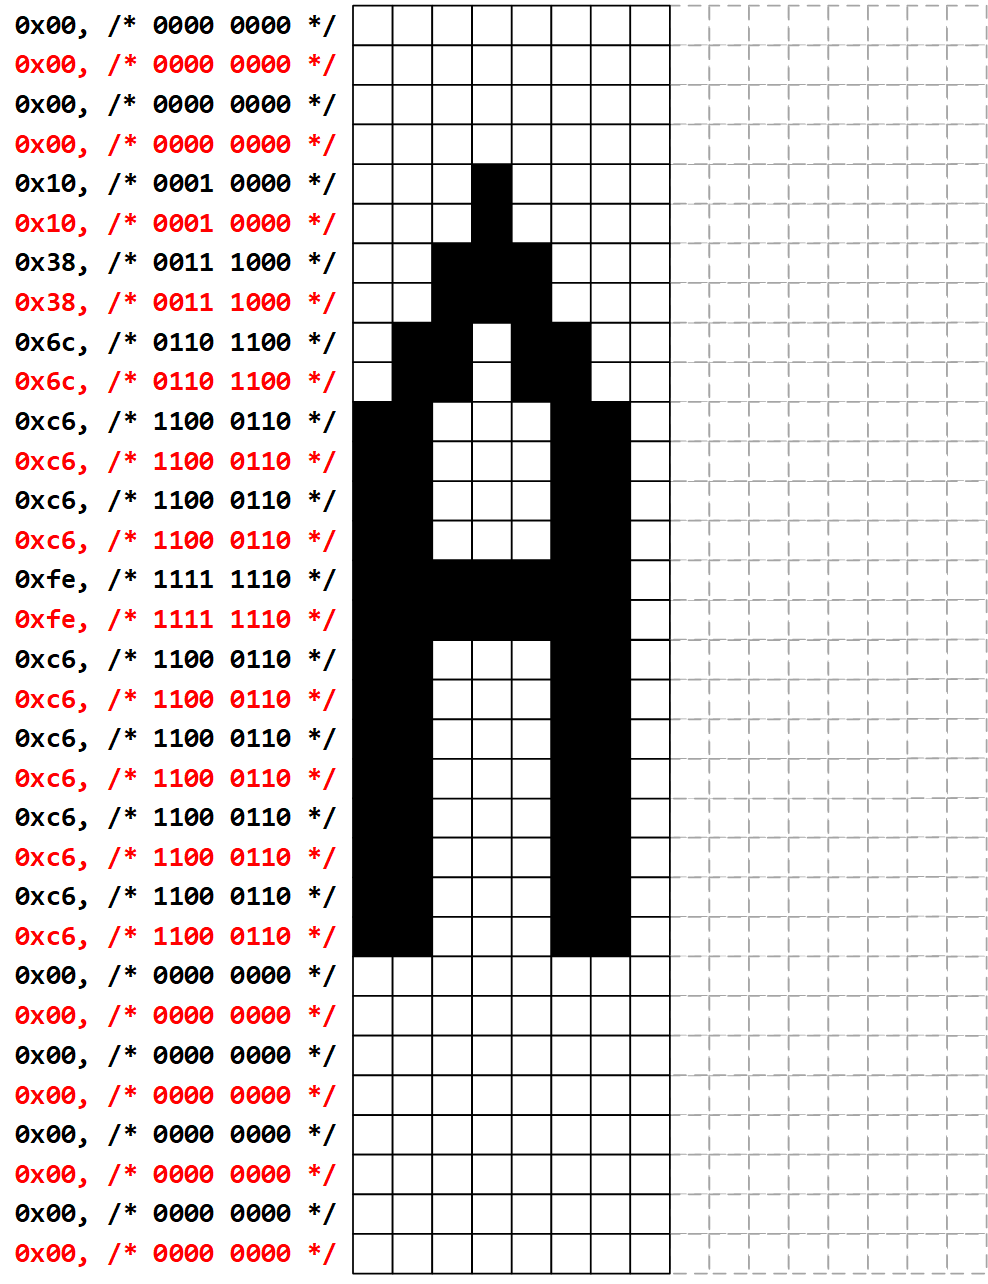 0x00, /* 0000 0000 */
0x00, /* 0000 0000 */
0x00, /* 0000 0000 */
0x00, /* 0000 0000 */
0x10, /* 0001 0000 */
0x10, /* 0001 0000 */
0x38, /* 0011 1000 */
0x38, /* 0011 1000 */
0x6c, /* 0110 1100 */
0x6c, /* 0110 1100 */
0xc6, /* 1100 0110 */
0xc6, /* 1100 0110 */
0xc6, /* 1100 0110 */
0xc6, /* 1100 0110 */
0xfe, /* 1111 1110 */
0xfe, /* 1111 1110 */
0xc6, /* 1100 0110 */
0xc6, /* 1100 0110 */
0xc6, /* 1100 0110 */
0xc6, /* 1100 0110 */
0xc6, /* 1100 0110 */
0xc6, /* 1100 0110 */
0xc6, /* 1100 0110 */
0xc6, /* 1100 0110 */
0x00, /* 0000 0000 */
0x00, /* 0000 0000 */
0x00, /* 0000 0000 */
0x00, /* 0000 0000 */
0x00, /* 0000 0000 */
0x00, /* 0000 0000 */
0x00, /* 0000 0000 */
0x00, /* 0000 0000 */